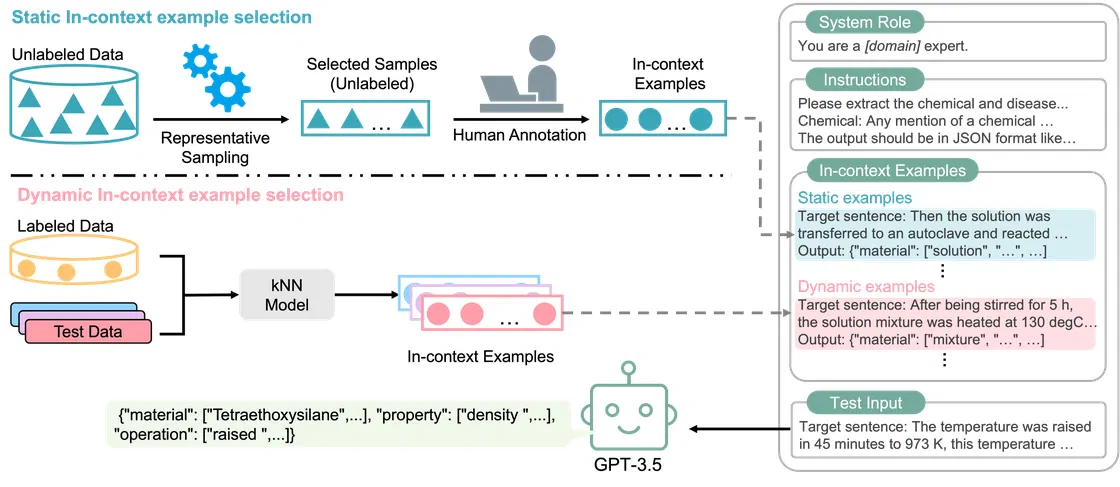 Static In-context example selection
Unlabeled Data
Representative
Sampling
Selected Samples
(Unlabeled)
...
Human Annotation
In-context
Examples
...
Dynamic In-context example selection
Labeled Data
Test Data
kNN
Model
...
In-context Examples
{"material": ["Tetraethoxysilane",...], "property": ["density ",...],
"operation": ["raised ",...]}
GPT-3.5
System Role
You are a [domain] expert.
Instructions
Please extract the chemical and disease...
Chemical: Any mention of a chemical …
The output should be in JSON format like…
In-context Examples
Static examples
Target sentence: Then the solution was
transferred to an autoclave and reacted …
Output: {"material": ["solution", "…", …]
⋮
Dynamic examples
Target sentence: After being stirred for 5 h,
the solution mixture was heated at 130 degC…
Output: {"material": ["mixture", "…", …]
⋮
Test Input
Target sentence: The temperature was raised
in 45 minutes to 973 K, this temperature …